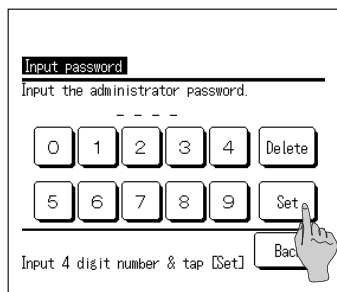 Input password
Input the administrator password.
– – – –
0 1 2 3 4 Delete
5 6 7 8 9 Set
Input 4 digit number & tap [Set]